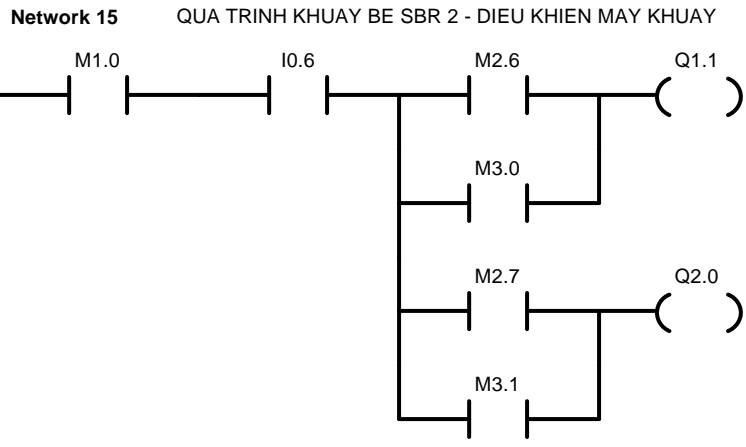 Network 15 QUA TRINH KHUAY BE SBR 2 - DIEU KHIEN MAY KHUAY
M1.0 I0.6 M2.6 Q1.1
M3.0
M2.7 Q2.0
M3.1